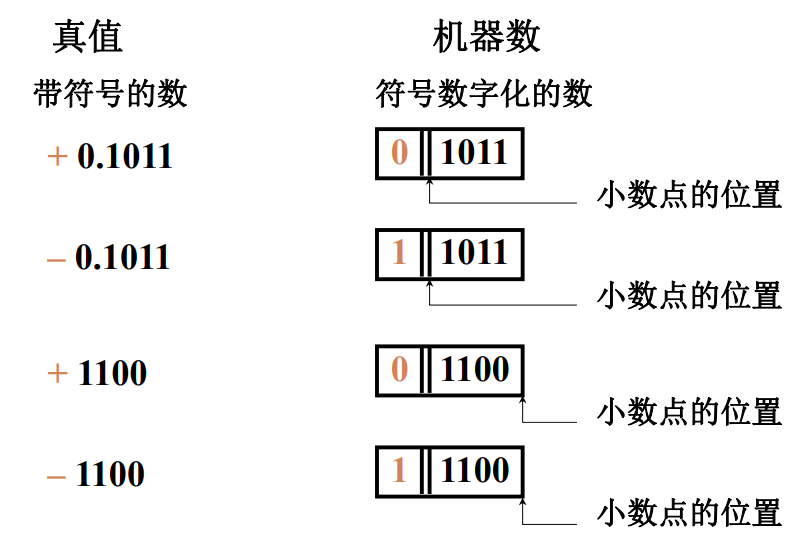 真值 机器数
带符号的数 符号数字化的数
+ 0.1011 0 1011
小数点的位置
– 0.1011 1 1011
小数点的位置
+ 1100 0 1100
小数点的位置
– 1100 1 1100
小数点的位置